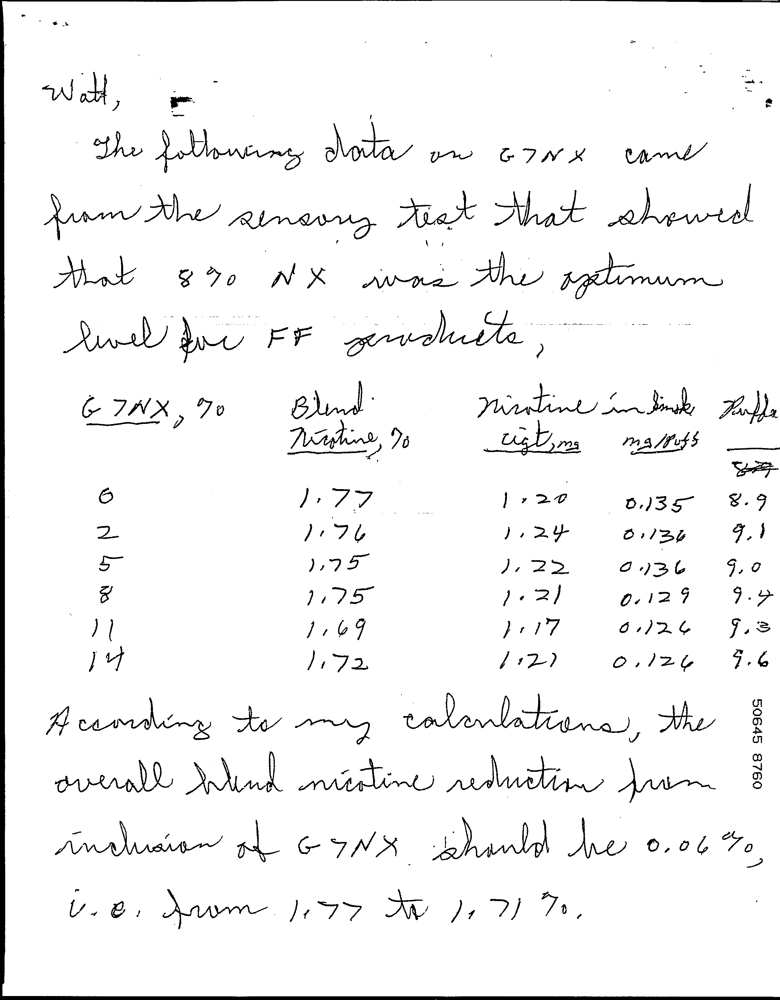 Watt,
The following data on G7NX came
from the sensory test that showed
that 8% NX was the optimum
level for FF products,
G7NX, % Blend Nicotine in Smoke Puffs
Nicotine, % cigt, mg mg/Puff
0 1.77 1.20 0.135 8.9
2 1.76 1.24 0.136 9.1
5 1.75 1.22 0.136 9.0
8 1.75 1.21 0.129 9.4
11 1.69 1.17 0.126 9.3
14 1.72 1.21 0.126 9.6
According to my calculations, the
overall blend nicotine reduction from
inclusion of G7NX should be 0.06%,
i.e. from 1.77 to 1.71%.
50645 8760